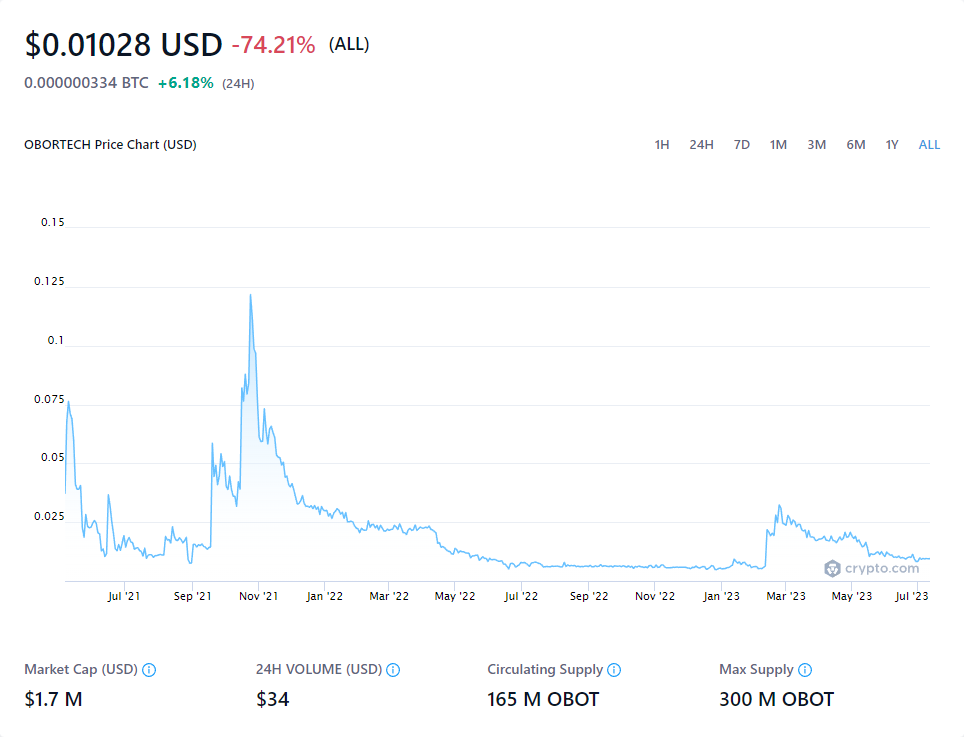 $0.01028 USD -74.21% (ALL)
0.000000334 BTC +6.18% (24H)
OBORTECH Price Chart (USD) 1H 24H 7D 1M 3M 6M 1Y ALL
0.15
0.125
0.1
0.075
0.05
0.025
crypto.com
Jul '21 Sep '21 Nov '21 Jan '22 Mar '22 May '22 Jul '22 Sep '22 Nov '22 Jan '23 Mar '23 May '23 Jul '23
Market Cap (USD) 24H VOLUME (USD) Circulating Supply Max Supply
$1.7 M $34 165 M OBOT 300 M OBOT